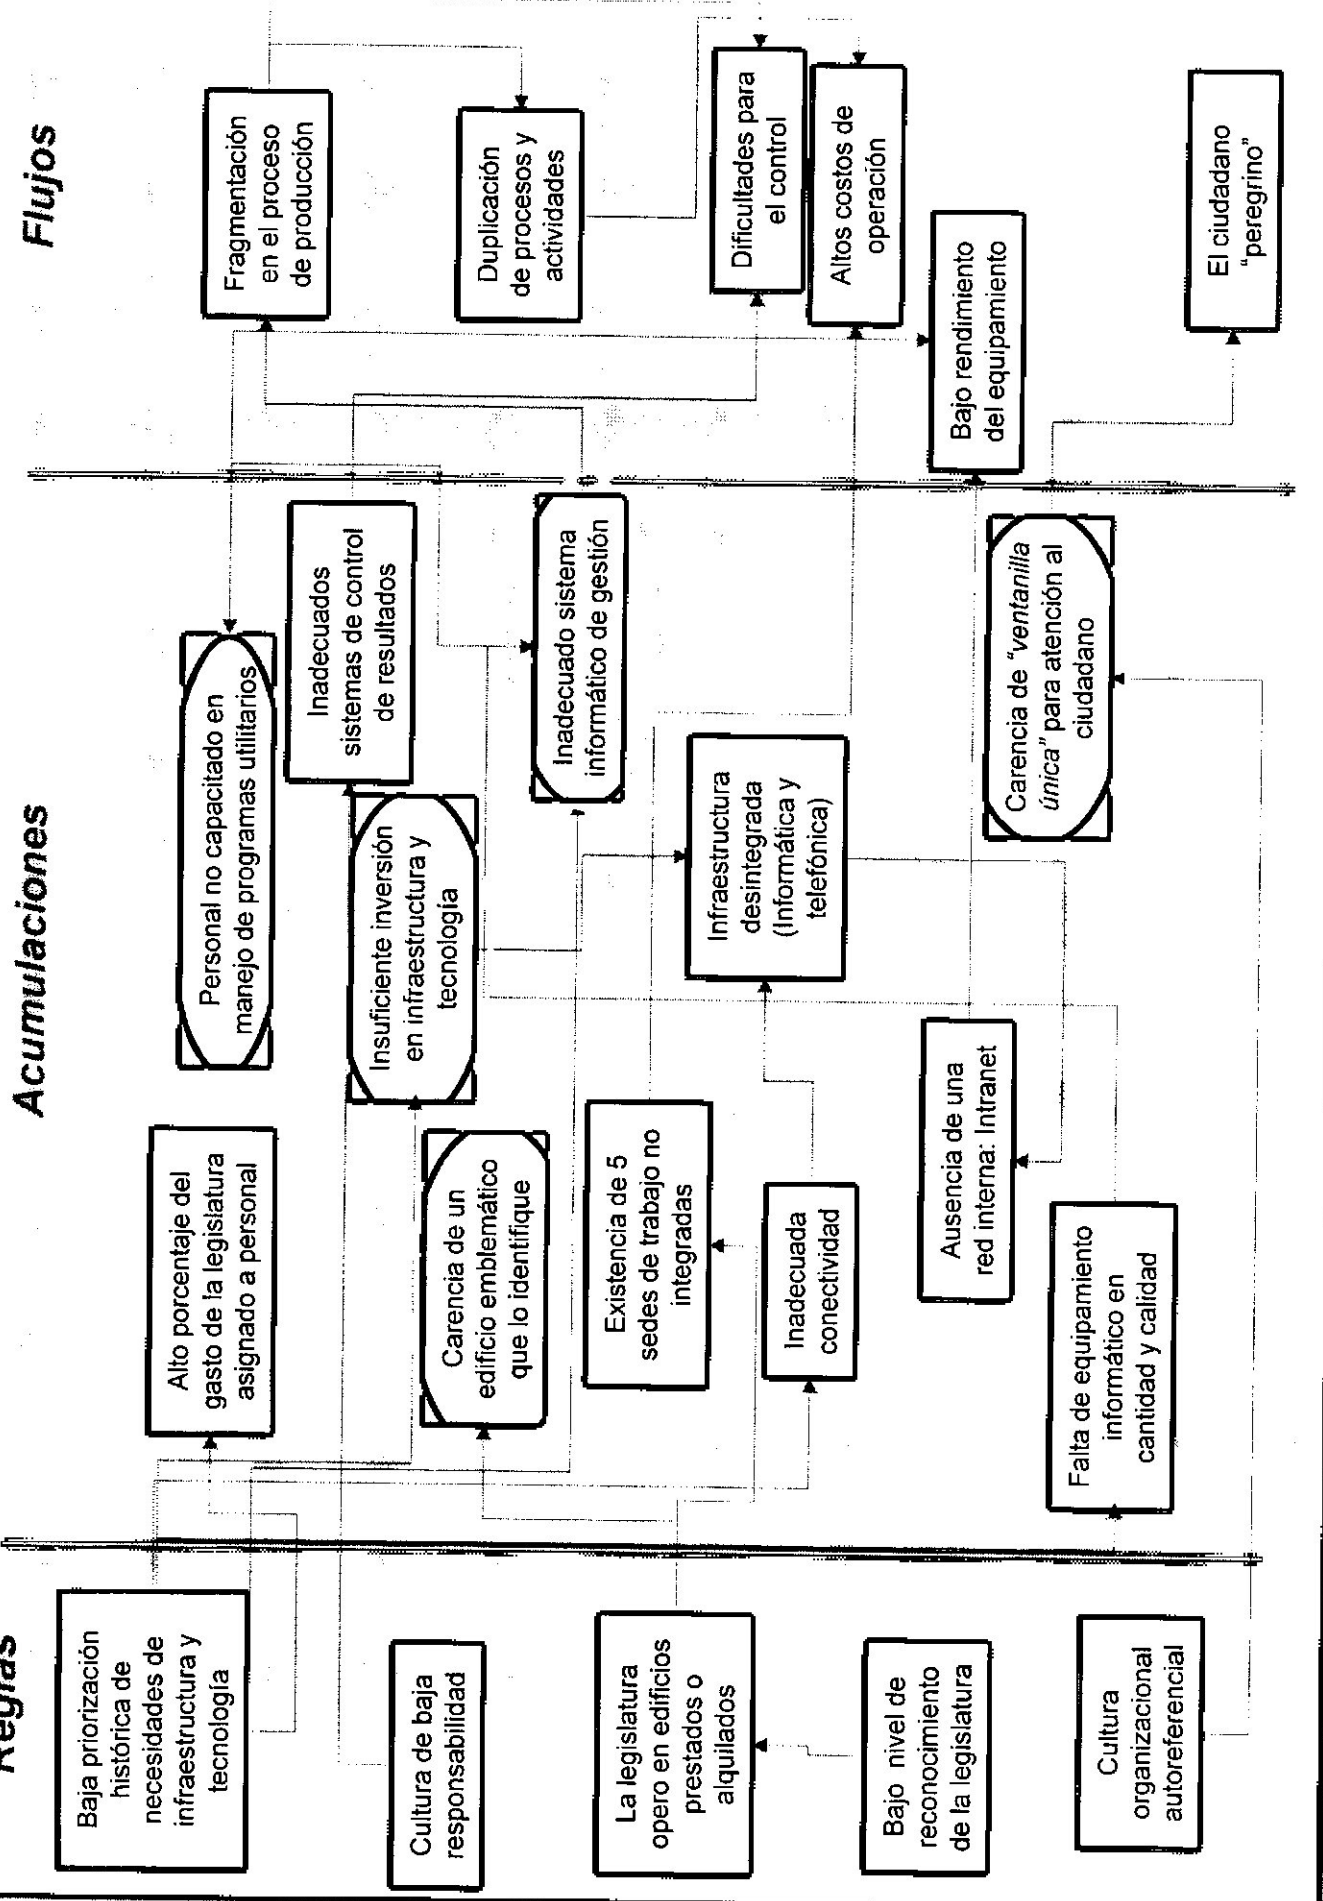 Reglas
Acumulaciones
Flujos
Baja priorización
histórica de
necesidades de
infraestructura y
tecnología
Cultura de baja
responsabilidad
La legislatura
opero en edificios
prestados o
alquilados
Bajo nivel de
reconocimiento
de la legislatura
Cultura
organizacional
autoreferencial
Alto porcentaje del
gasto de la legislatura
asignado a personal
Personal no capacitado en
manejo de programas utilitarios
Inadecuados
sistemas de control
de resultados
Insuficiente inversión
en infraestructura y
tecnología
Carencia de un
edificio emblemático
que lo identifique
Inadecuado sistema
informático de gestión
Existencia de 5
sedes de trabajo no
integradas
Infraestructura
desintegrada
(Informática y
telefónica)
Inadecuada
conectividad
Ausencia de una
red interna: Intranet
Carencia de "ventanilla
única" para atención al
ciudadano
Falta de equipamiento
informático en
cantidad y calidad
Fragmentación
en el proceso
de producción
Duplicación
de procesos y
actividades
Dificultades para
el control
Altos costos de
operación
Bajo rendimiento
del equipamiento
El ciudadano
"peregrino"